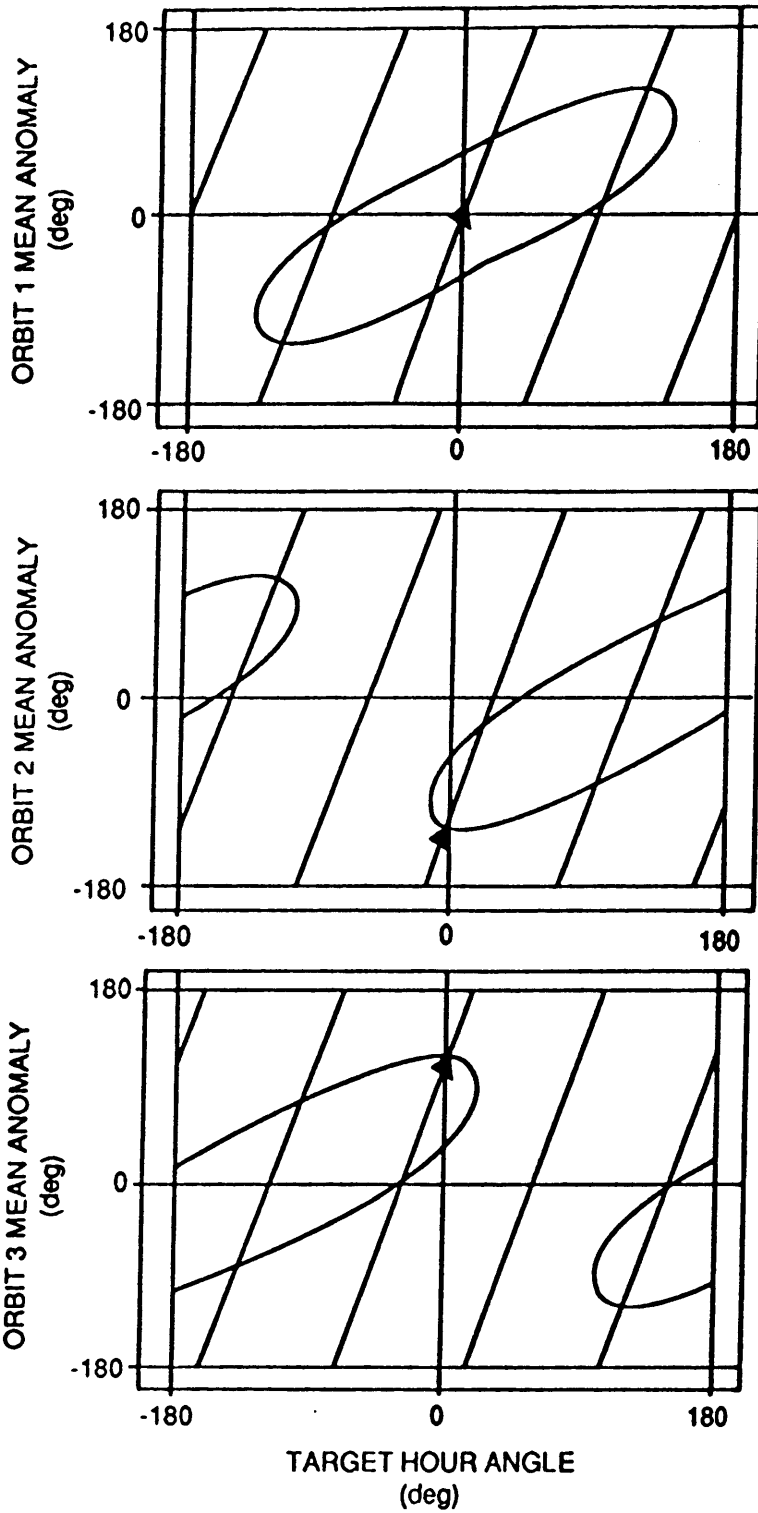 ORBIT 1 MEAN ANOMALY
(deg)
180
0
-180
-180
0
180
ORBIT 2 MEAN ANOMALY
(deg)
180
0
-180
-180
0
180
ORBIT 3 MEAN ANOMALY
(deg)
180
0
-180
-180
0
180
TARGET HOUR ANGLE
(deg)